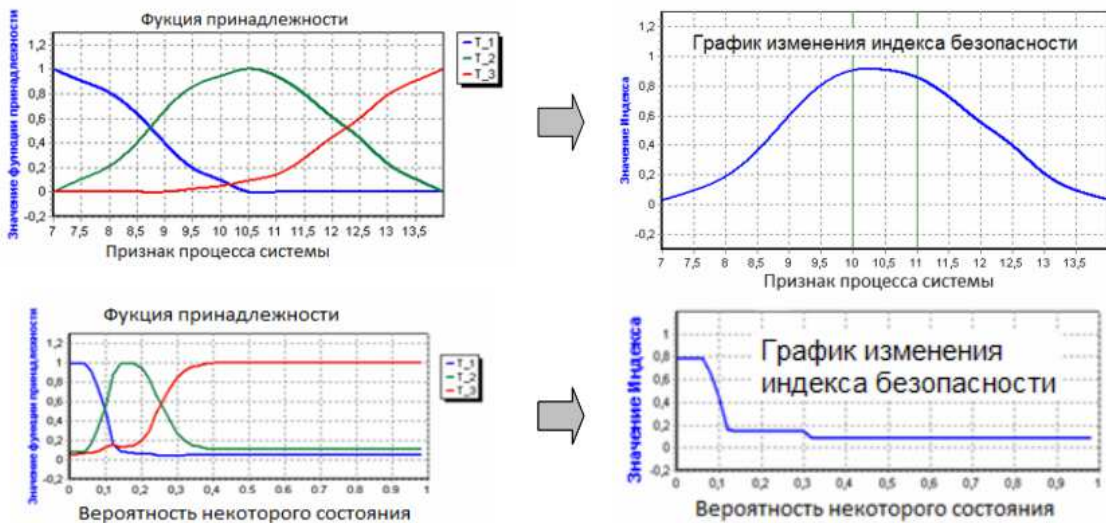 Фукция принадлежности
Значение функции принадлежности
1,2
1
0,8
0,6
0,4
0,2
0
-0,2
7 7,5 8 8,5 9 9,5 10 10,5 11 11,5 12 12,5 13 13,5
Признак процесса системы
T_1
T_2
T_3
График изменения индекса безопасности
Значение Индекса
1,2
1
0,8
0,6
0,4
0,2
0
-0,2
7 7,5 8 8,5 9 9,5 10 10,5 11 11,5 12 12,5 13 13,5
Признак процесса системы
Фукция принадлежности
Значение функции принадлежности
1,2
1
0,8
0,6
0,4
0,2
0
-0,2
0 0,1 0,2 0,3 0,4 0.5 0.6 0.7 0.8 0.9 1
Вероятность некоторого состояния
T_1
T_2
T_3
График изменения
индекса безопасности
Значение Индекса
1
0,8
0,6
0,4
0,2
0
-0,2
0 0,1 0,2 0,3 0,4 0,5 0,6 0,7 0,8 0,9 1
Вероятность некоторого состояния